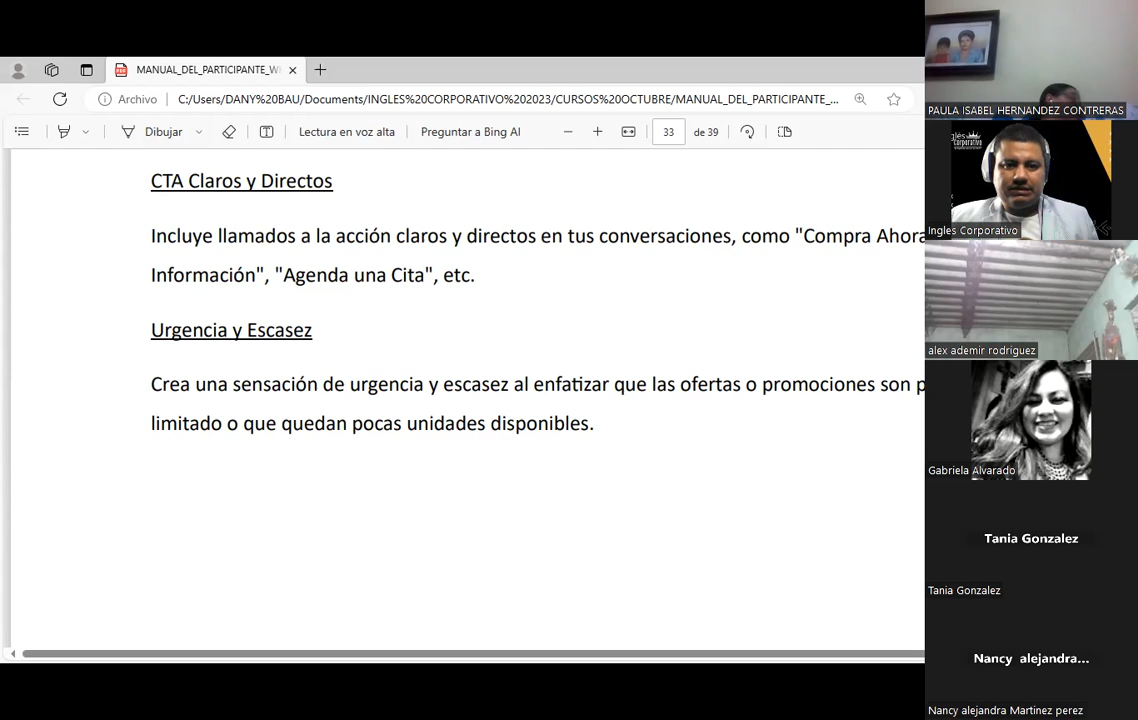 MANUAL_DEL_PARTICIPANTE_W
Archivo
C:/Users/DANY%20BAU/Documents/INGLES%20CORPORATIVO%202023/CURSOS%20OCTUBRE/MANUAL_DEL_PARTICIPANTE_...
Dibujar
Lectura en voz alta
Preguntar a Bing AI
33
de 39
CTA Claros y Directos
Incluye llamados a la acción claros y directos en tus conversaciones, como "Compra Ahora
Información", "Agenda una Cita", etc.
Urgencia y Escasez
Crea una sensación de urgencia y escasez al enfatizar que las ofertas o promociones son p
limitado o que quedan pocas unidades disponibles.
PAULA ISABEL HERNANDEZ CONTRERAS
Corporativo
Ingles Corporativo
alex ademir rodriguez
Gabriela Alvarado
Tania Gonzalez
Tania Gonzalez
Nancy alejandra...
Nancy alejandra Martinez perez